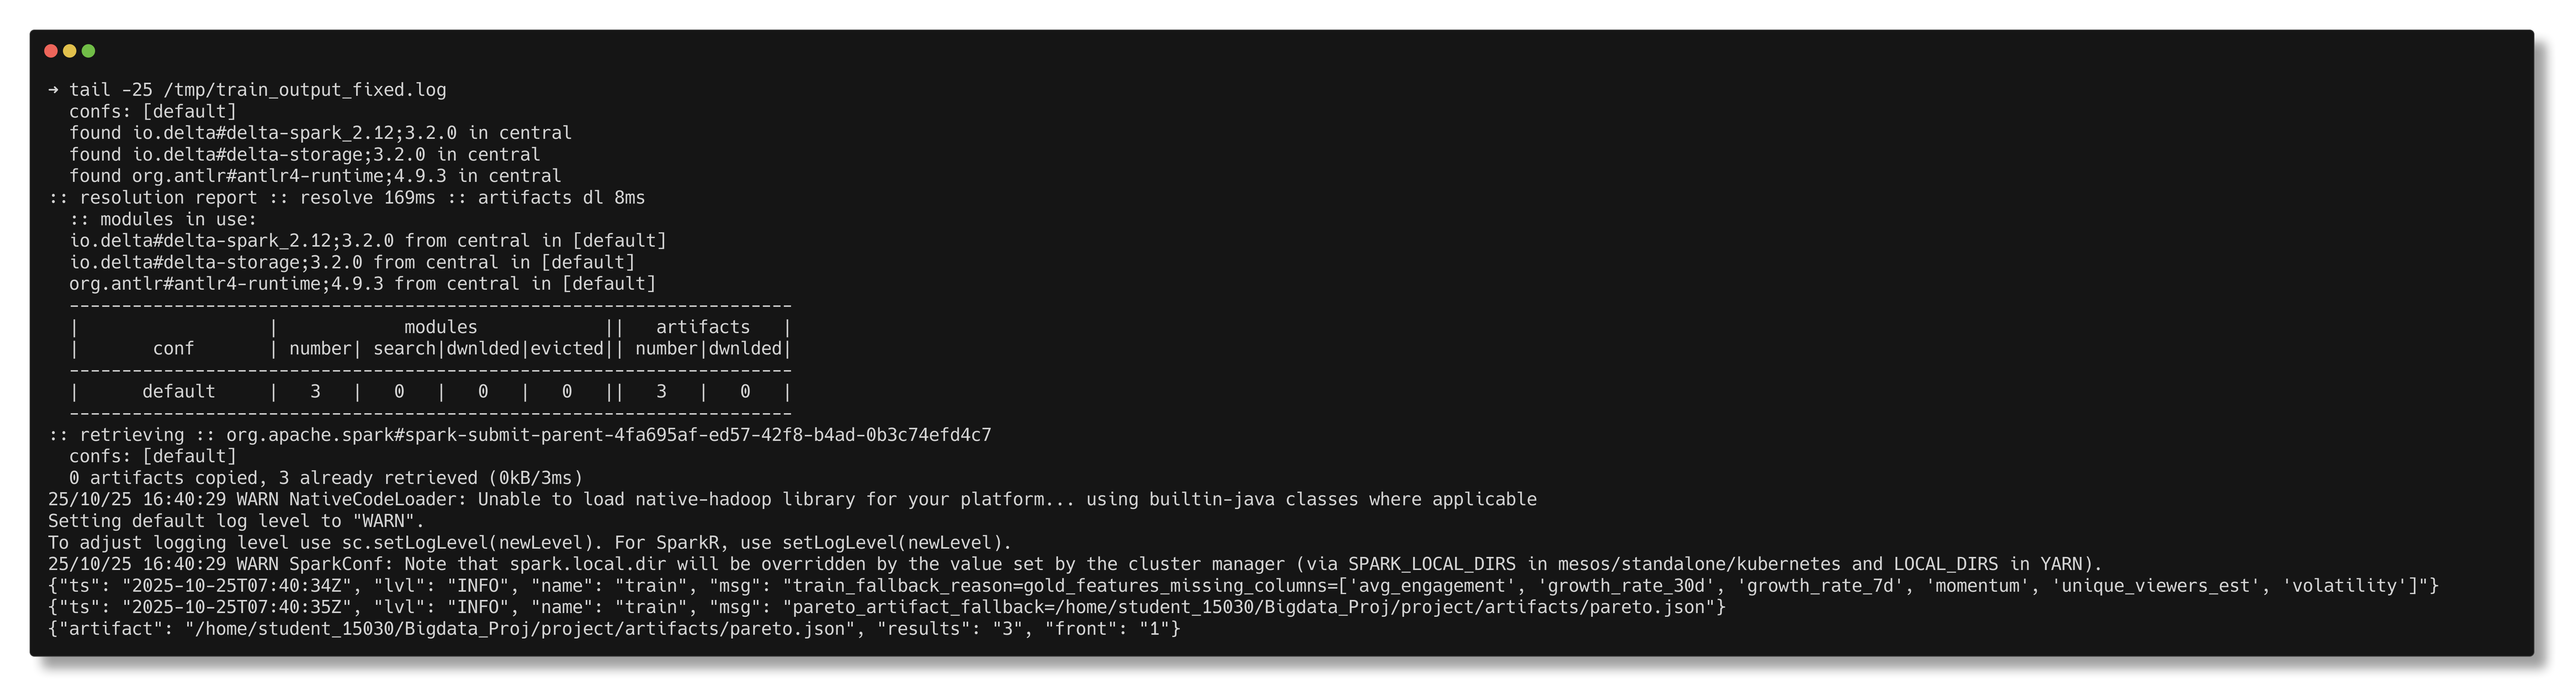 → tail -25 /tmp/train_output_fixed.log
  confs: [default]
  found io.delta#delta-spark_2.12;3.2.0 in central
  found io.delta#delta-storage;3.2.0 in central
  found org.antlr#antlr4-runtime;4.9.3 in central
:: resolution report :: resolve 169ms :: artifacts dl 8ms
  :: modules in use:
  io.delta#delta-spark_2.12;3.2.0 from central in [default]
  io.delta#delta-storage;3.2.0 from central in [default]
  org.antlr#antlr4-runtime;4.9.3 from central in [default]
  ---------------------------------------------------------------------
  |                  |            modules            ||   artifacts   |
  |       conf       | number| search|dwnlded|evicted|| number|dwnlded|
  ---------------------------------------------------------------------
  |      default     |   3   |   0   |   0   |   0   ||   3   |   0   |
  ---------------------------------------------------------------------
:: retrieving :: org.apache.spark#spark-submit-parent-4fa695af-ed57-42f8-b4ad-0b3c74efd4c7
  confs: [default]
  0 artifacts copied, 3 already retrieved (0kB/3ms)
25/10/25 16:40:29 WARN NativeCodeLoader: Unable to load native-hadoop library for your platform... using builtin-java classes where applicable
Setting default log level to "WARN".
To adjust logging level use sc.setLogLevel(newLevel). For SparkR, use setLogLevel(newLevel).
25/10/25 16:40:29 WARN SparkConf: Note that spark.local.dir will be overridden by the value set by the cluster manager (via SPARK_LOCAL_DIRS in mesos/standalone/kubernetes and LOCAL_DIRS in YARN).
{"ts": "2025-10-25T07:40:34Z", "lvl": "INFO", "name": "train", "msg": "train_fallback_reason=gold_features_missing_columns=['avg_engagement', 'growth_rate_30d', 'growth_rate_7d', 'momentum', 'unique_viewers_est', 'volatility']"}
{"ts": "2025-10-25T07:40:35Z", "lvl": "INFO", "name": "train", "msg": "pareto_artifact_fallback=/home/student_15030/Bigdata_Proj/project/artifacts/pareto.json"}
{"artifact": "/home/student_15030/Bigdata_Proj/project/artifacts/pareto.json", "results": "3", "front": "1"}